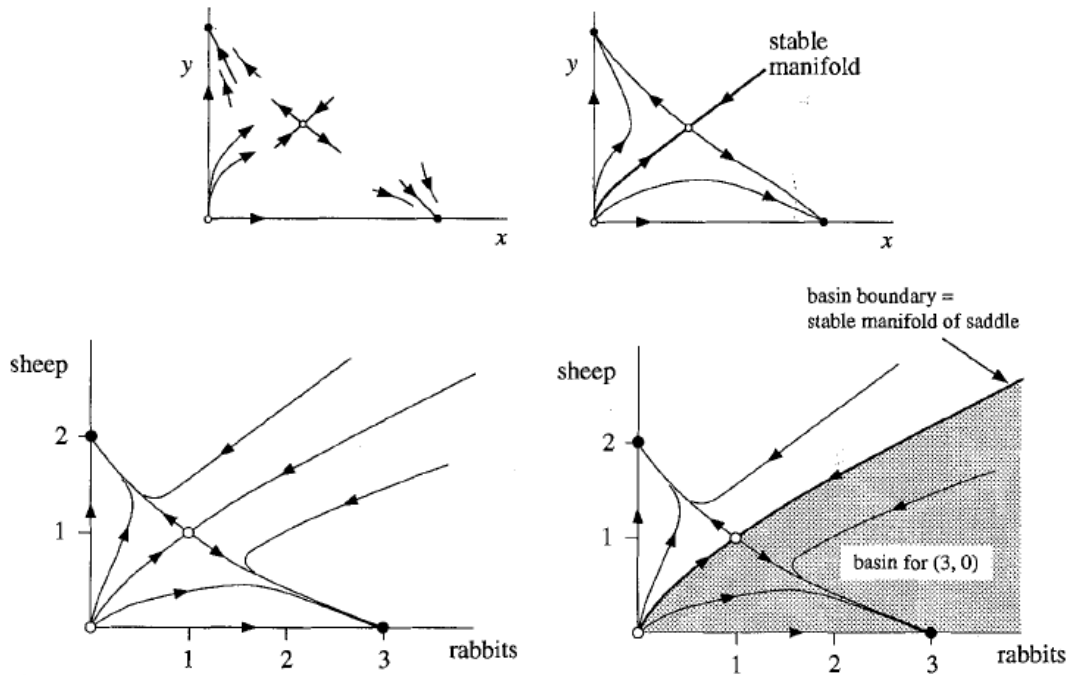 y
x
stable
manifold
y
x
sheep
2
1
1
2
3
rabbits
basin boundary =
stable manifold of saddle
sheep
2
1
basin for (3, 0)
1
2
3
rabbits